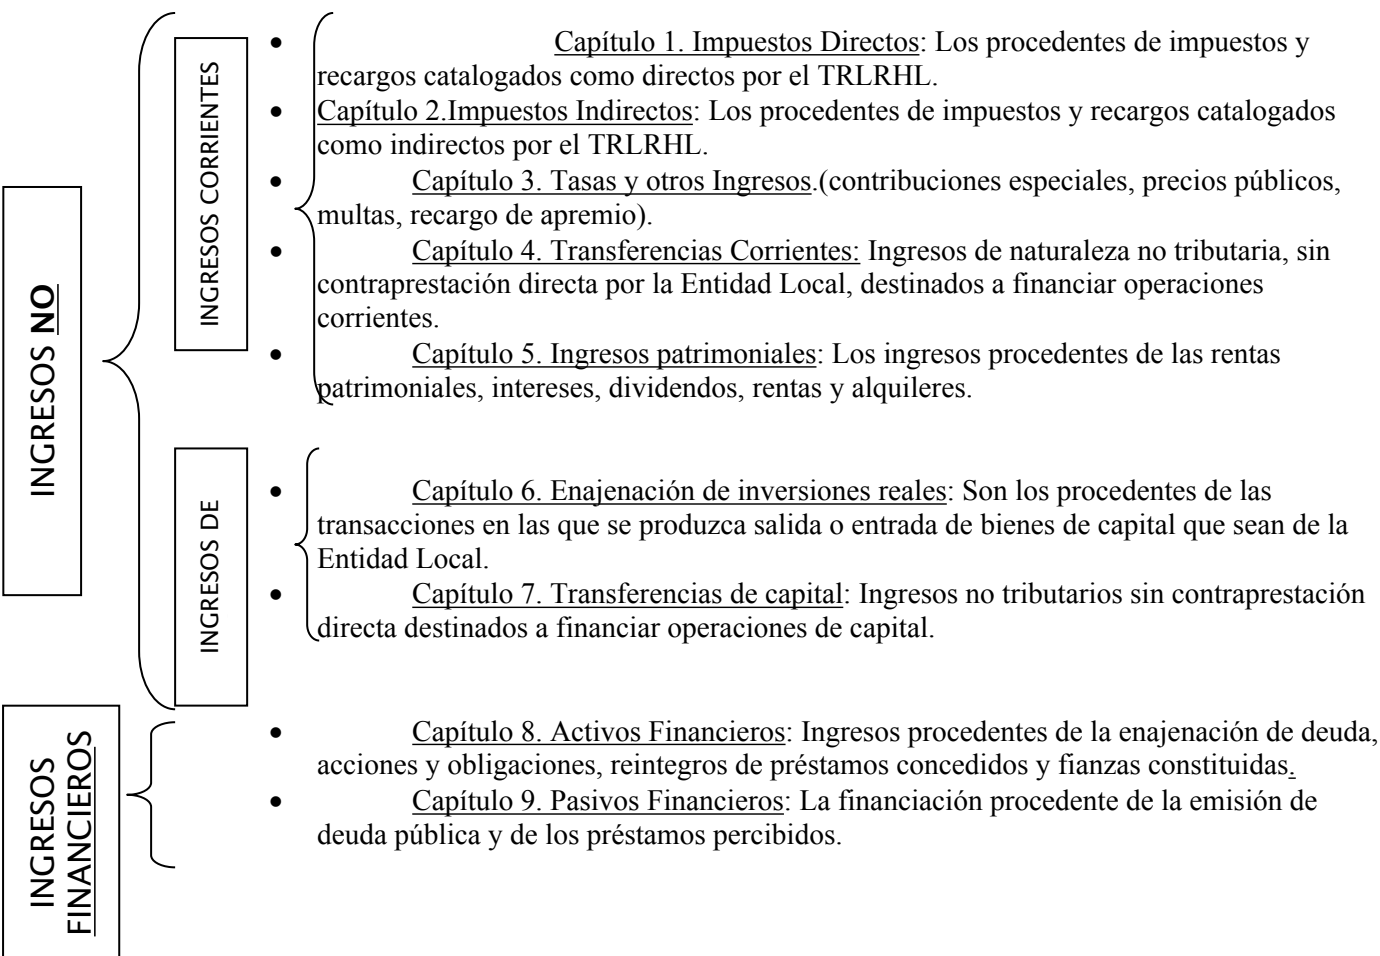 INGRESOS NO
INGRESOS CORRIENTES
• Capítulo 1. Impuestos Directos: Los procedentes de impuestos y
recargos catalogados como directos por el TRLRHL.
• Capítulo 2.Impuestos Indirectos: Los procedentes de impuestos y recargos catalogados
como indirectos por el TRLRHL.
• Capítulo 3. Tasas y otros Ingresos.(contribuciones especiales, precios públicos,
multas, recargo de apremio).
• Capítulo 4. Transferencias Corrientes: Ingresos de naturaleza no tributaria, sin
contraprestación directa por la Entidad Local, destinados a financiar operaciones
corrientes.
• Capítulo 5. Ingresos patrimoniales: Los ingresos procedentes de las rentas
patrimoniales, intereses, dividendos, rentas y alquileres.
INGRESOS DE
• Capítulo 6. Enajenación de inversiones reales: Son los procedentes de las
transacciones en las que se produzca salida o entrada de bienes de capital que sean de la
Entidad Local.
• Capítulo 7. Transferencias de capital: Ingresos no tributarios sin contraprestación
directa destinados a financiar operaciones de capital.
INGRESOS
FINANCIEROS
• Capítulo 8. Activos Financieros: Ingresos procedentes de la enajenación de deuda,
acciones y obligaciones, reintegros de préstamos concedidos y fianzas constituidas.
• Capítulo 9. Pasivos Financieros: La financiación procedente de la emisión de
deuda pública y de los préstamos percibidos.